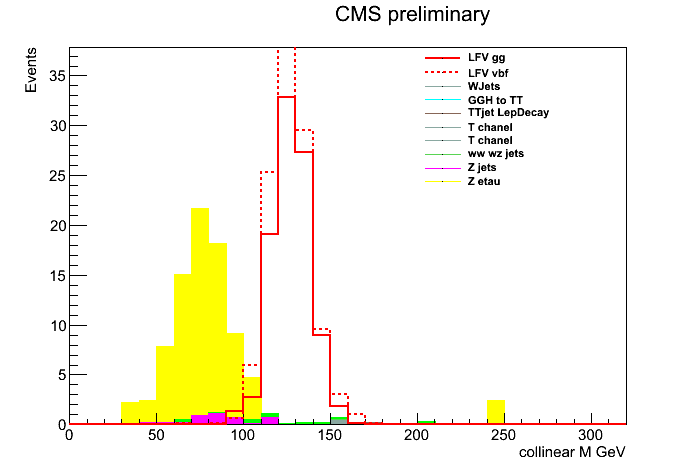 CMS preliminary
Events
35
30
25
20
15
10
5
0
LFV gg
LFV vbf
WJets
GGH to TT
TTjet LepDecay
T chanel
T chanel
ww wz jets
Z jets
Z etau
0 50 100 150 200 250 300
collinear M GeV